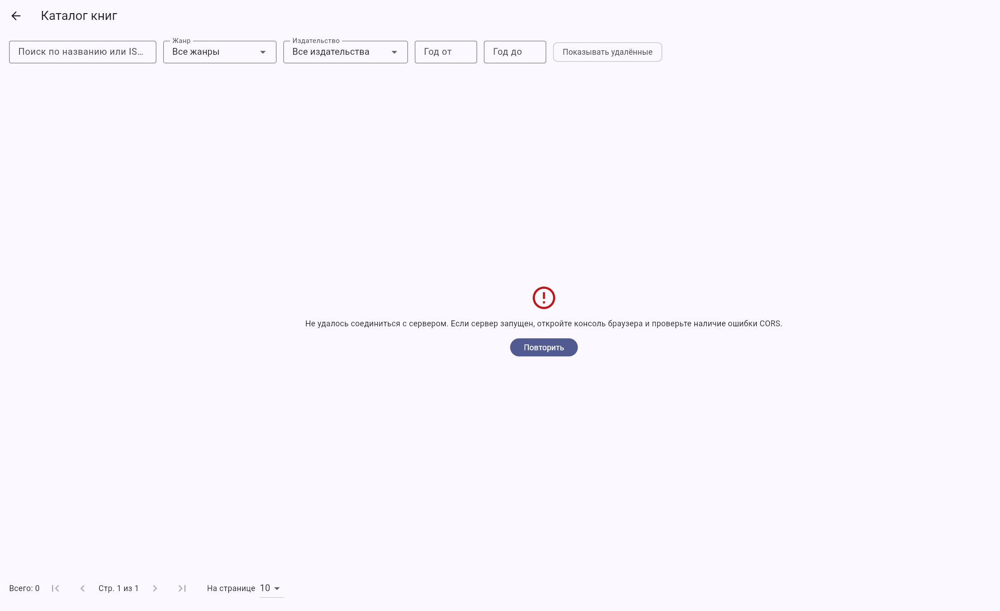 Каталог книг
Поиск по названию или IS…
Жанр
Все жанры
Издательство
Все издательства
Год от
Год до
Показывать удалённые
Не удалось соединиться с сервером. Если сервер запущен, откройте консоль браузера и проверьте наличие ошибки CORS.
Повторить
Всего: 0
Стр. 1 из 1
На странице
10